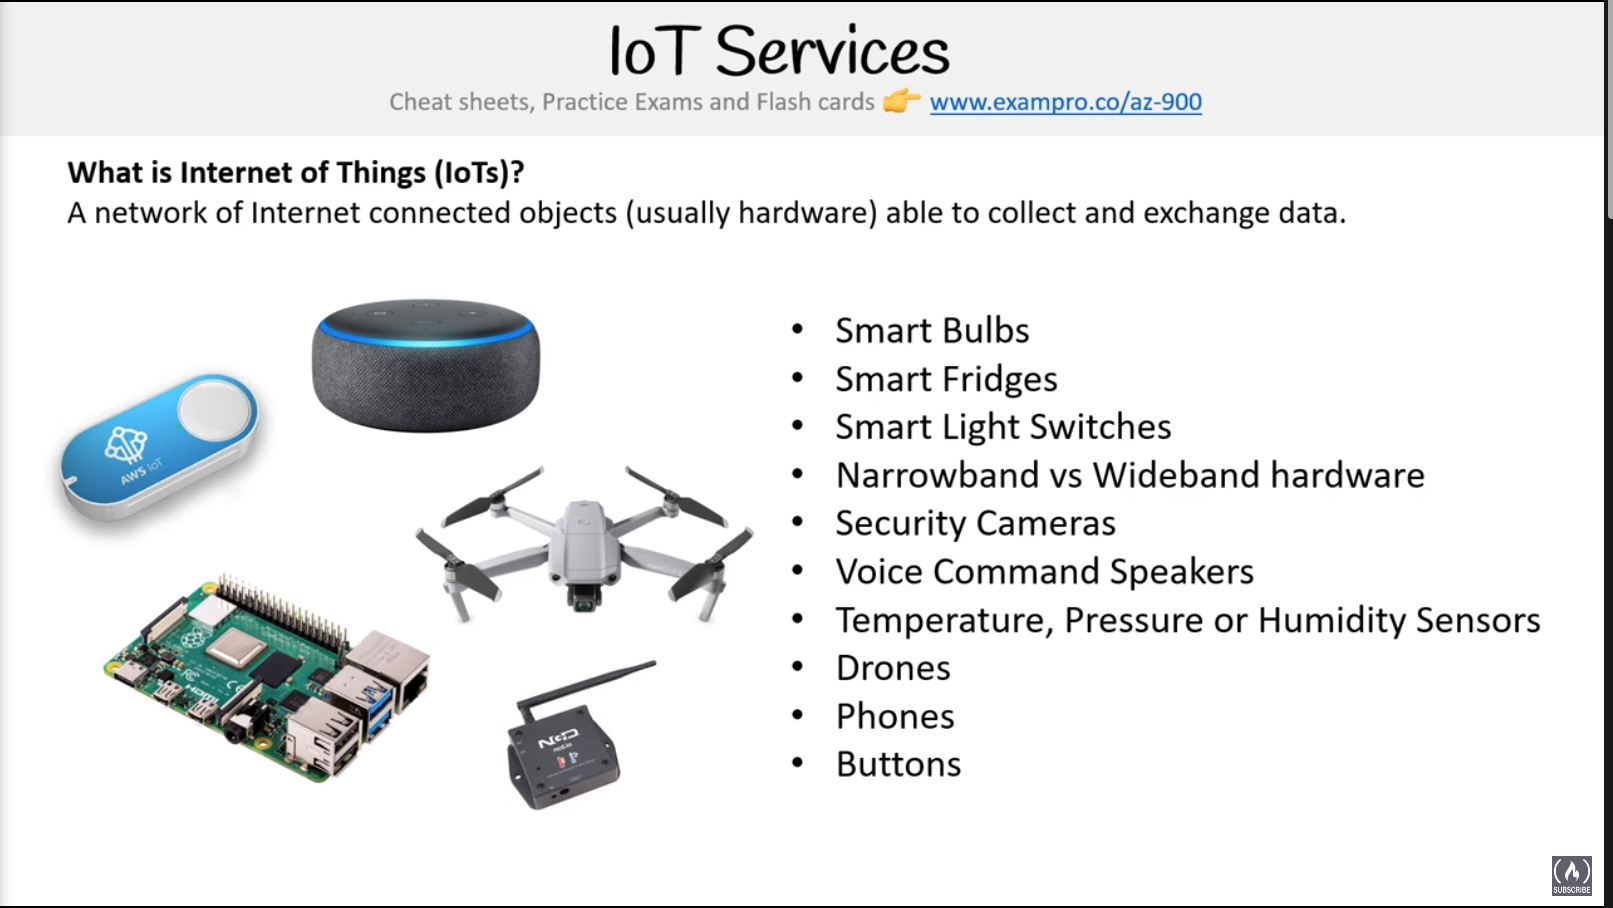 IoT Services
Cheat sheets, Practice Exams and Flash cards 👉 www.exampro.co/az-900
What is Internet of Things (IoTs)?
A network of Internet connected objects (usually hardware) able to collect and exchange data.
• Smart Bulbs
• Smart Fridges
• Smart Light Switches
• Narrowband vs Wideband hardware
• Security Cameras
• Voice Command Speakers
• Temperature, Pressure or Humidity Sensors
• Drones
• Phones
• Buttons
AWS IoT
HDMI
NCD
ncd.io
SUBSCRIBE